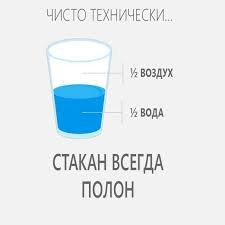 ЧИСТО ТЕХНИЧЕСКИ...
½ ВОЗДУХ
½ ВОДА
СТАКАН ВСЕГДА
ПОЛОН